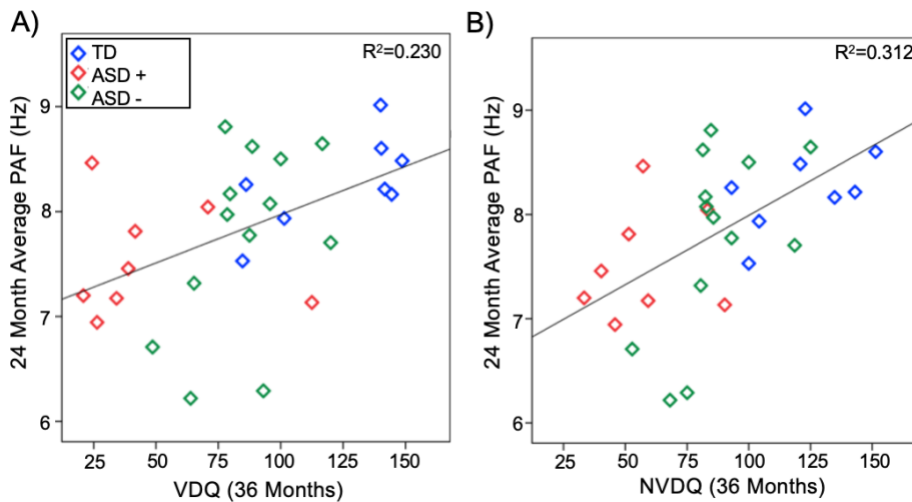 A)
TD
ASD +
ASD -
R²=0.230
24 Month Average PAF (Hz)
9
8
7
6
25 50 75 100 125 150
VDQ (36 Months)
B)
R²=0.312
24 Month Average PAF (Hz)
9
8
7
6
25 50 75 100 125 150
NVDQ (36 Months)